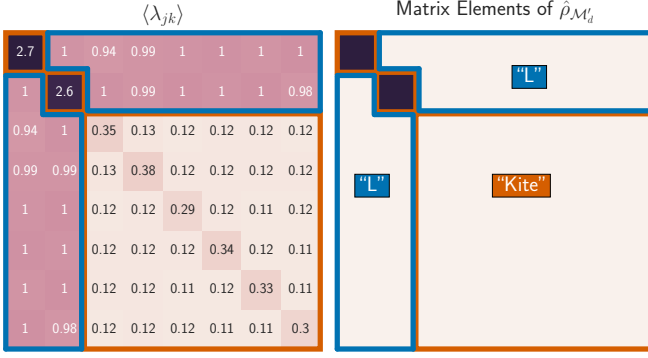 ⟨λ_{jk}⟩
2.7 1 0.94 0.99 1 1 1 1
1 2.6 1 0.99 1 1 1 0.98
0.94 1 0.35 0.13 0.12 0.12 0.12 0.12
0.99 0.99 0.13 0.38 0.12 0.12 0.12 0.12
1 1 0.12 0.12 0.29 0.12 0.11 0.12
1 1 0.12 0.12 0.12 0.34 0.12 0.11
1 1 0.12 0.12 0.11 0.12 0.33 0.11
1 0.98 0.12 0.12 0.12 0.11 0.11 0.3
Matrix Elements of ρ̂_{ℳ′_d}
“L”
“L”
“Kite”